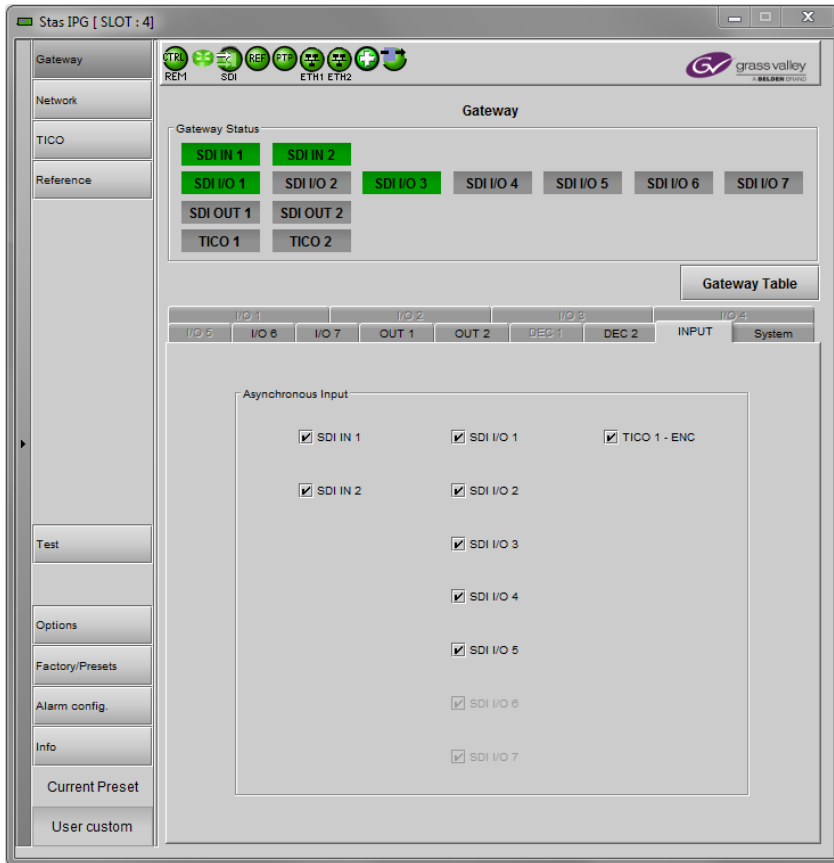 Stas IPG [ SLOT : 4]
Gateway
Network
TICO
Reference
Test
Options
Factory/Presets
Alarm config.
Info
Current Preset
User custom
CTRL REF PTP
REM SDI ETH1 ETH2
GV grass valley
A BELDEN BRAND
Gateway
Gateway Status
SDI IN 1 SDI IN 2
SDI I/O 1 SDI I/O 2 SDI I/O 3 SDI I/O 4 SDI I/O 5 SDI I/O 6 SDI I/O 7
SDI OUT 1 SDI OUT 2
TICO 1 TICO 2
Gateway Table
I/O 1 I/O 2 I/O 3 I/O 4
I/O 5 I/O 6 I/O 7 OUT 1 OUT 2 DEC 1 DEC 2 INPUT System
Asynchronous Input
SDI IN 1 SDI I/O 1 TICO 1 - ENC
SDI IN 2 SDI I/O 2
SDI I/O 3
SDI I/O 4
SDI I/O 5
SDI I/O 6
SDI I/O 7